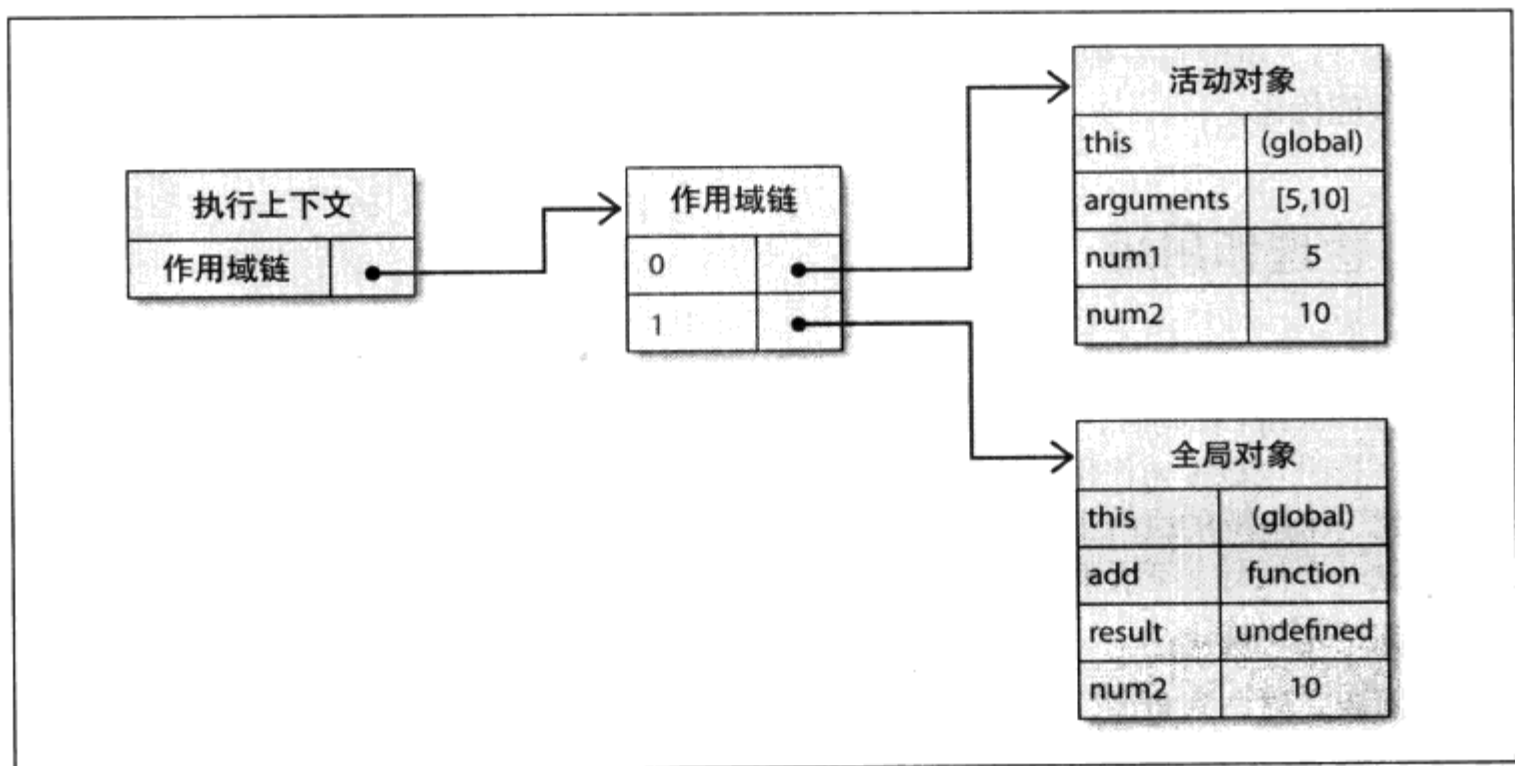 执行上下文
作用域链
作用域链
0
1
活动对象
this (global)
arguments [5,10]
num1 5
num2 10
全局对象
this (global)
add function
result undefined
num2 10